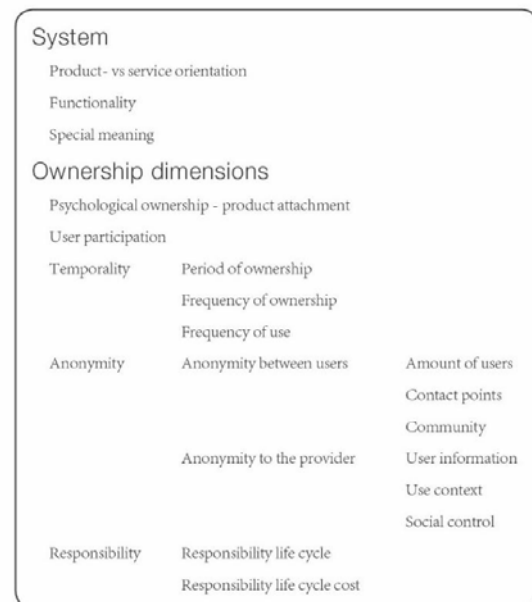 System
Product- vs service orientation
Functionality
Special meaning
Ownership dimensions
Psychological ownership - product attachment
User participation
Temporality Period of ownership
Frequency of ownership
Frequency of use
Anonymity Anonymity between users Amount of users
Contact points
Community
Anonymity to the provider User information
Use context
Social control
Responsibility Responsibility life cycle
Responsibility life cycle cost